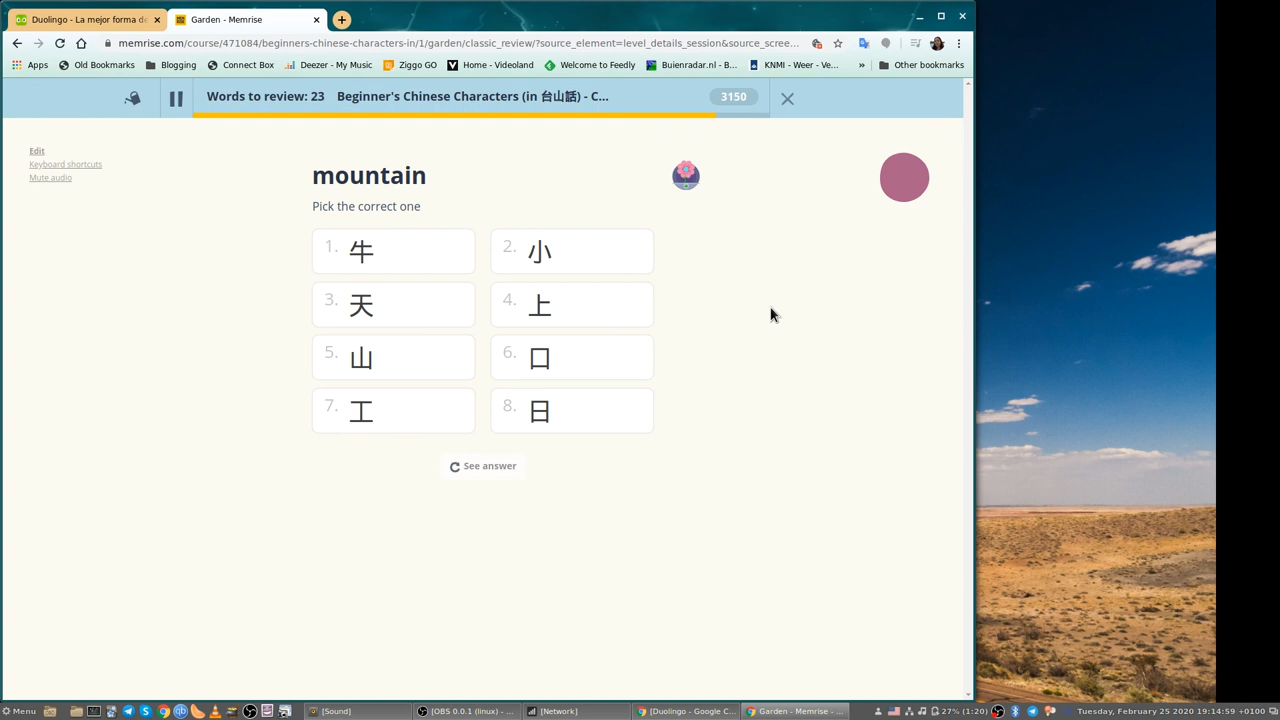 Duolingo - La mejor forma de
Garden - Memrise
memrise.com/course/471084/beginners-chinese-characters-in/1/garden/classic_review/?source_element=level_details_session&source_scree...
Apps
Old Bookmarks
Blogging
Connect Box
Deezer - My Music
Ziggo GO
Home - Videoland
Welcome to Feedly
Buienradar.nl - B...
KNMI - Weer - Ve...
»
Other bookmarks
Words to review: 23 Beginner's Chinese Characters (in 台山話) - C...
3150
Edit
Keyboard shortcuts
Mute audio
mountain
Pick the correct one
1. 牛
2. 小
3. 天
4. 上
5. 山
6. 口
7. 工
8. 日
See answer
Menu
[Sound]
[OBS 0.0.1 (linux) - ...
[Network]
[Duolingo - Google C...
Garden - Memrise - ...
27% (1:20)
Tuesday, February 25 2020 19:14:59 +0100